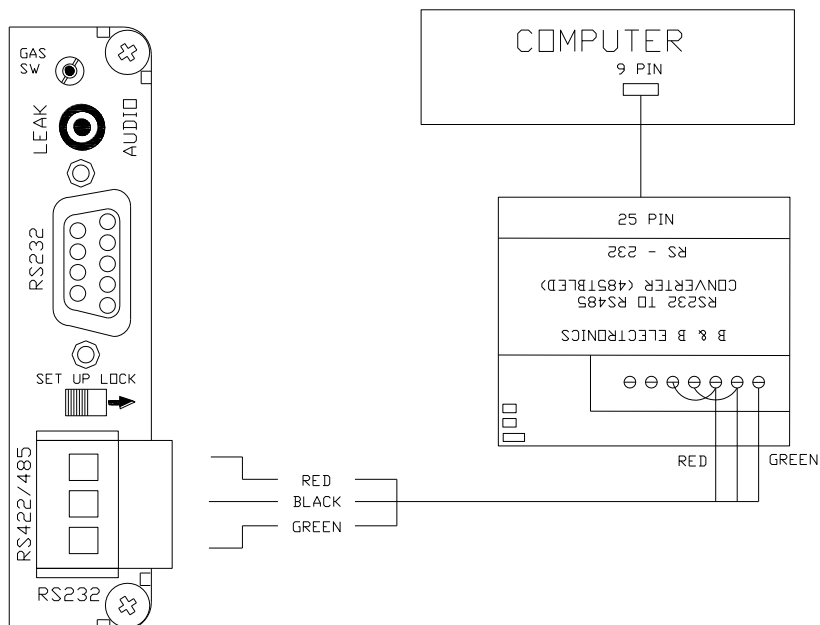 GAS
SW
LEAK
AUDIO
RS232
SET UP LOCK
RS422/485
RS232
COMPUTER
9 PIN
25 PIN
RS - 232
CONVERTER (485TBLED)
RS232 TO RS485
B & B ELECTRONICS
RED
GREEN
RED
BLACK
GREEN